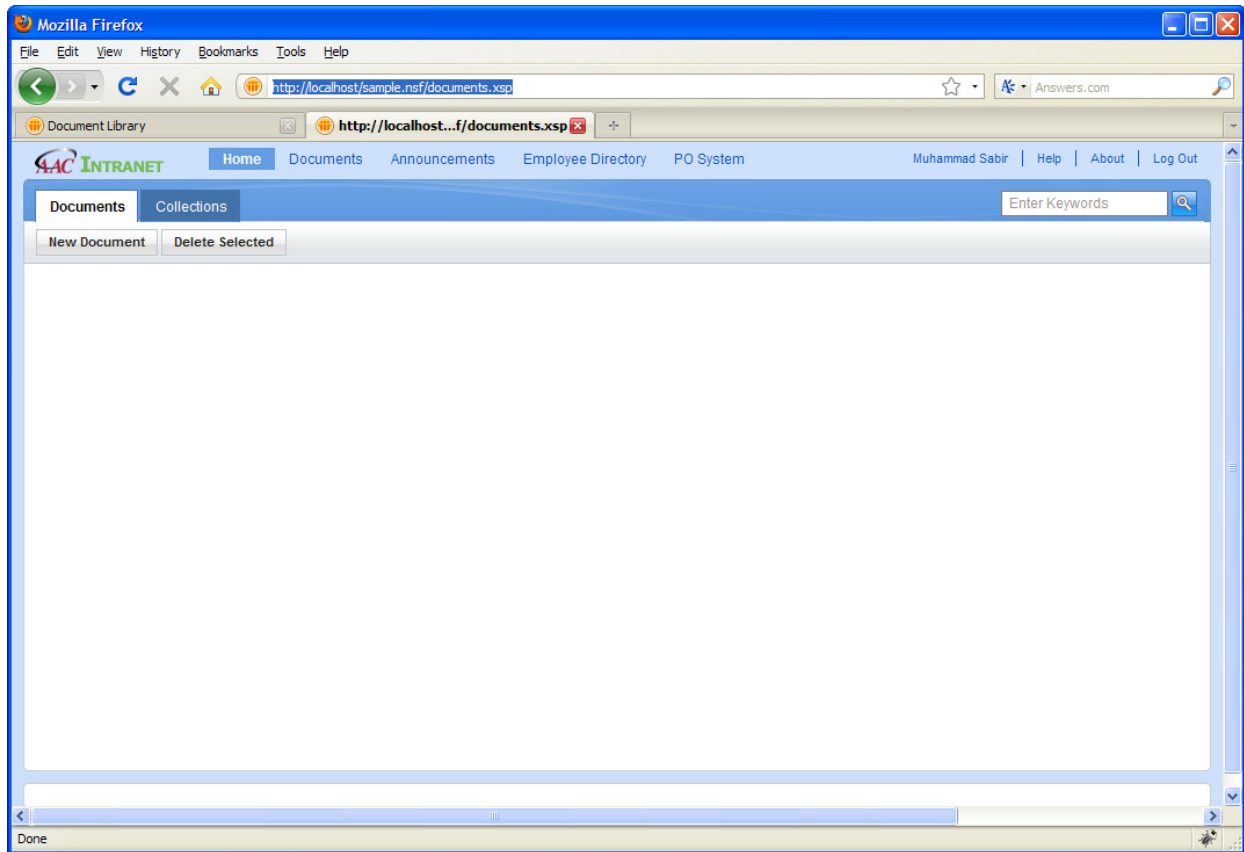 Mozilla Firefox
File Edit View History Bookmarks Tools Help
http://localhost/sample.nsf/documents.xsp Answers.com
Document Library http://localhost...f/documents.xsp
AAC INTRANET Home Documents Announcements Employee Directory PO System Muhammad Sabir | Help | About | Log Out
Documents Collections Enter Keywords
New Document Delete Selected
Done